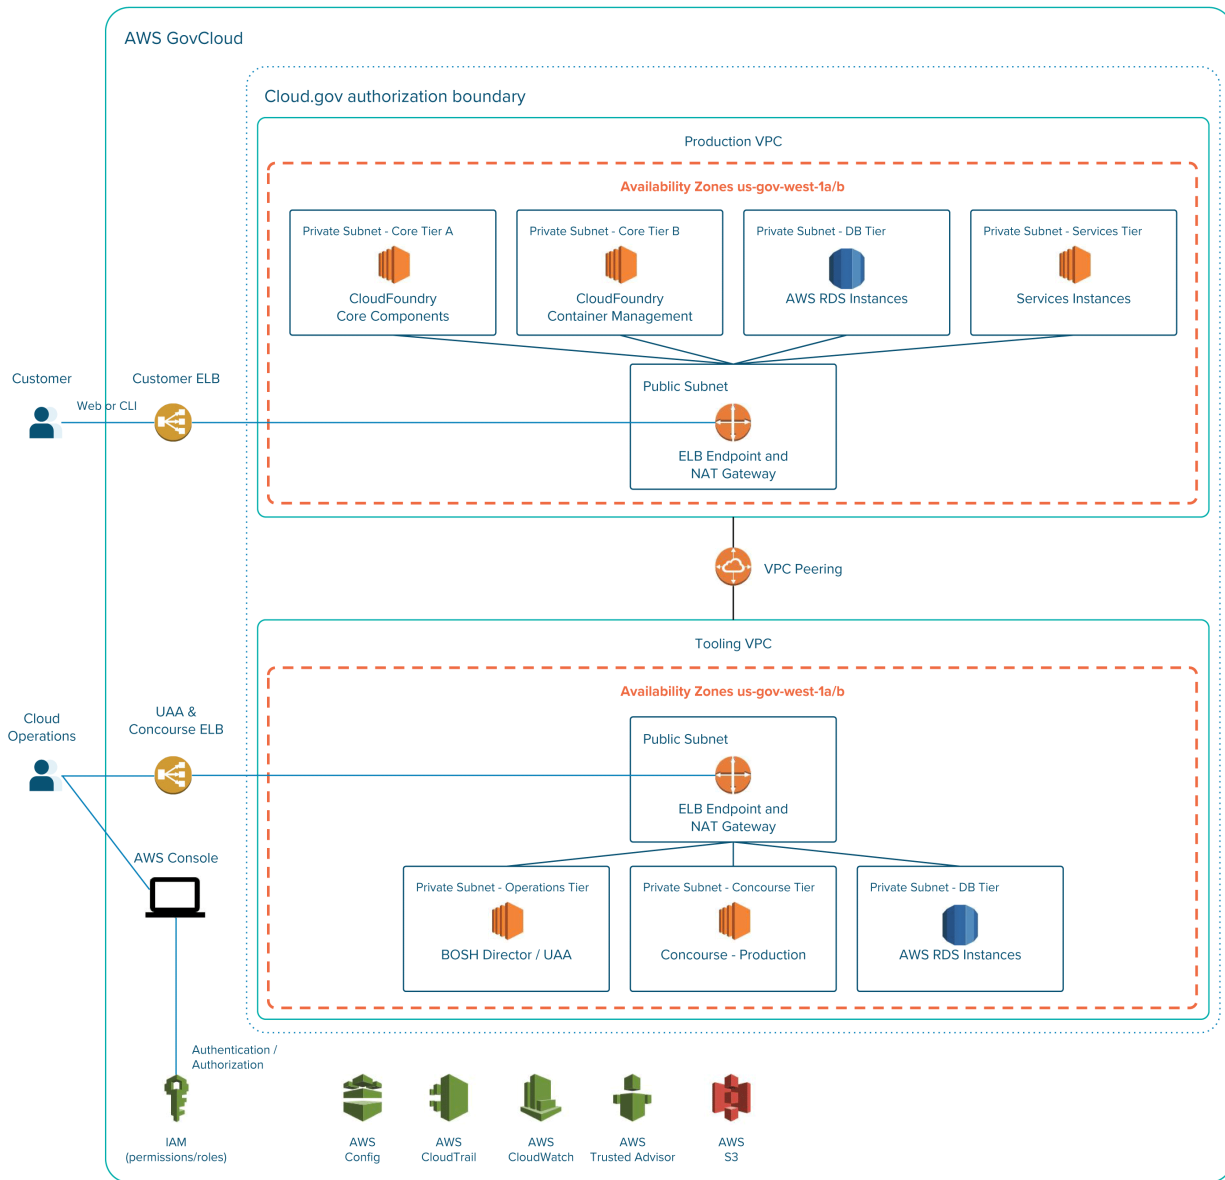 AWS GovCloud
Cloud.gov authorization boundary
Production VPC
Availability Zones us-gov-west-1a/b
Private Subnet - Core Tier A
CloudFoundry
Core Components
Private Subnet - Core Tier B
CloudFoundry
Container Management
Private Subnet - DB Tier
AWS RDS Instances
Private Subnet - Services Tier
Services Instances
Customer
Web or CLI
Customer ELB
Public Subnet
ELB Endpoint and
NAT Gateway
VPC Peering
Tooling VPC
Availability Zones us-gov-west-1a/b
Cloud
Operations
UAA &
Concourse ELB
Public Subnet
ELB Endpoint and
NAT Gateway
AWS Console
Private Subnet - Operations Tier
BOSH Director / UAA
Private Subnet - Concourse Tier
Concourse - Production
Private Subnet - DB Tier
AWS RDS Instances
Authentication /
Authorization
IAM
(permissions/roles)
AWS
Config
AWS
CloudTrail
AWS
CloudWatch
AWS
Trusted Advisor
AWS
S3